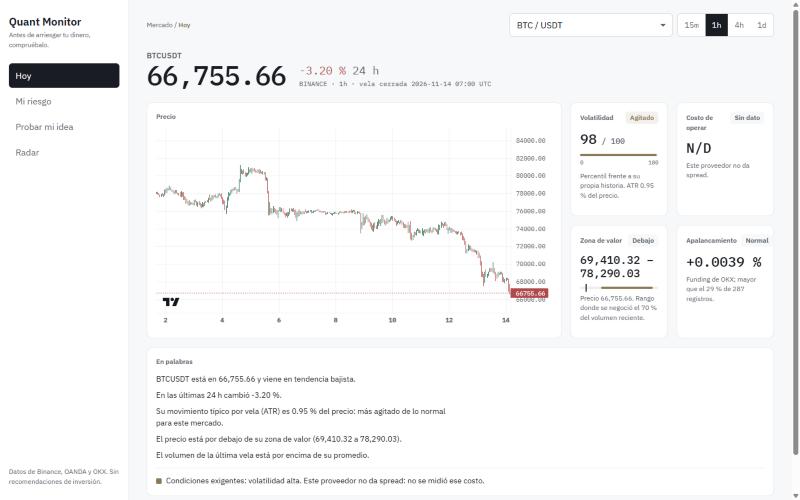 Quant Monitor
Antes de arriesgar tu dinero,
compruébalo.
Hoy
Mi riesgo
Probar mi idea
Radar
Datos de Binance, OANDA y OKX. Sin
recomendaciones de inversión.
Mercado / Hoy
BTC / USDT
15m 1h 4h 1d
BTCUSDT
66,755.66 -3.20 % 24 h
BINANCE · 1h · vela cerrada 2026-11-14 07:00 UTC
Precio
84000.00
82000.00
80000.00
78000.00
76000.00
74000.00
72000.00
70000.00
68000.00
66755.66
66000.00
2 4 6 8 10 12 14
Volatilidad Agitado
98 / 100
0 100
Percentil frente a su
propia historia. ATR 0.95
% del precio.
Costo de
operar
Sin dato
N/D
Este proveedor no da
spread.
Zona de valor Debajo
69,410.32 –
78,290.03
Precio 66,755.66. Rango
donde se negoció el 70 %
del volumen reciente.
Apalancamiento Normal
+0.0039 %
Funding de OKX; mayor
que el 29 % de 287
registros.
En palabras
BTCUSDT está en 66,755.66 y viene en tendencia bajista.
En las últimas 24 h cambió -3.20 %.
Su movimiento típico por vela (ATR) es 0.95 % del precio: más agitado de lo normal
para este mercado.
El precio está por debajo de su zona de valor (69,410.32 a 78,290.03).
El volumen de la última vela está por encima de su promedio.
Condiciones exigentes: volatilidad alta. Este proveedor no da spread: no se midió ese costo.